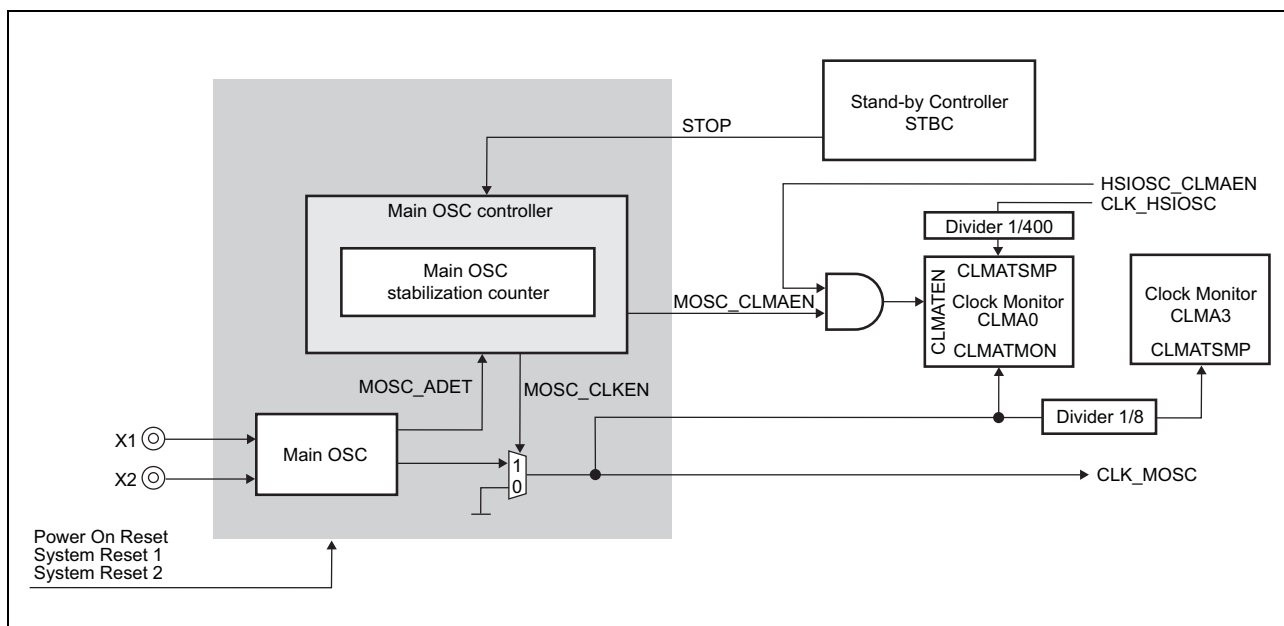 Stand-by Controller
STBC
STOP
HSIOSC_CLMAEN
CLK_HSIOSC
Main OSC controller
Divider 1/400
Main OSC
stabilization counter
MOSC_CLMAEN
CLMATEN
CLMATSMP
Clock Monitor
CLMA0
CLMATMON
Clock Monitor
CLMA3
CLMATSMP
MOSC_ADET
MOSC_CLKEN
Divider 1/8
X1
X2
Main OSC
1
0
CLK_MOSC
Power On Reset
System Reset 1
System Reset 2